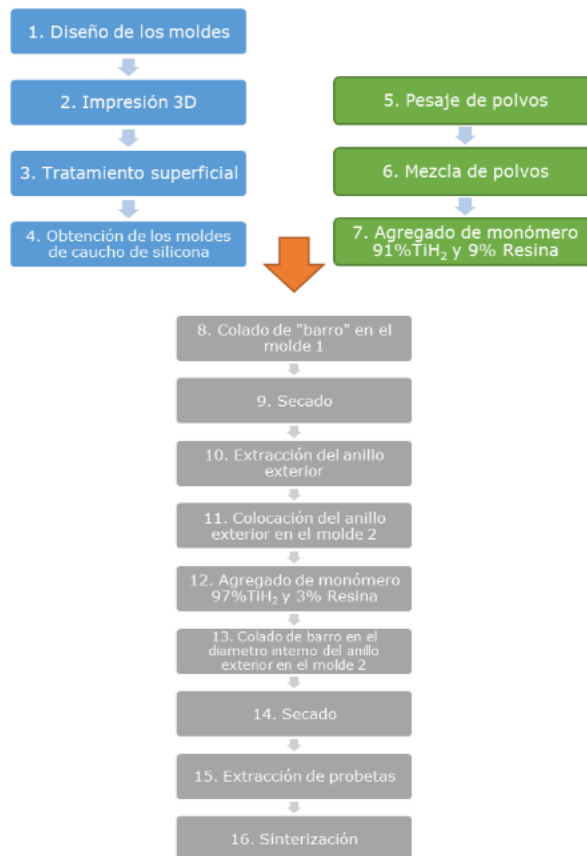 1. Diseño de los moldes
2. Impresión 3D
3. Tratamiento superficial
4. Obtención de los moldes
de caucho de silicona
5. Pesaje de polvos
6. Mezcla de polvos
7. Agregado de monómero
91%TiH₂ y 9% Resina
8. Colado de "barro" en el
molde 1
9. Secado
10. Extracción del anillo
exterior
11. Colocación del anillo
exterior en el molde 2
12. Agregado de monómero
97%TiH₂ y 3% Resina
13. Colado de barro en el
diametro interno del anillo
exterior en el molde 2
14. Secado
15. Extracción de probetas
16. Sinterización